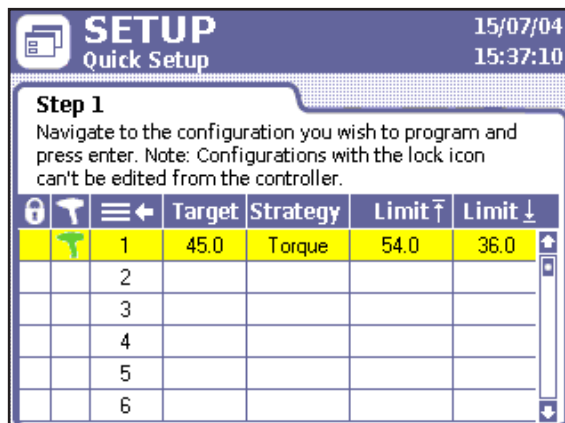 SETUP
15/07/04
Quick Setup
15:37:10
Step 1
Navigate to the configuration you wish to program and
press enter. Note: Configurations with the lock icon
can't be edited from the controller.
Target Strategy Limit Limit
1 45.0 Torque 54.0 36.0
2
3
4
5
6